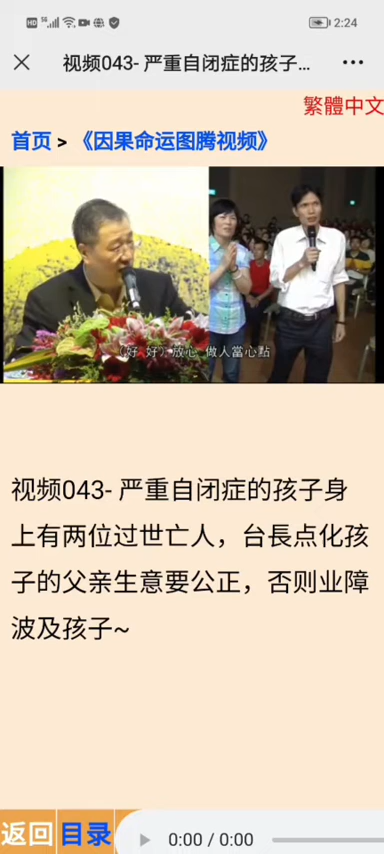 HD 5G 2:24
视频043- 严重自闭症的孩子...
繁體中文
首页 > 《因果命运图腾视频》
(好 好) 放心 做人當心點
视频043- 严重自闭症的孩子身
上有两位过世亡人，台長点化孩
子的父亲生意要公正，否则业障
波及孩子~
返回 目录 0:00 / 0:00